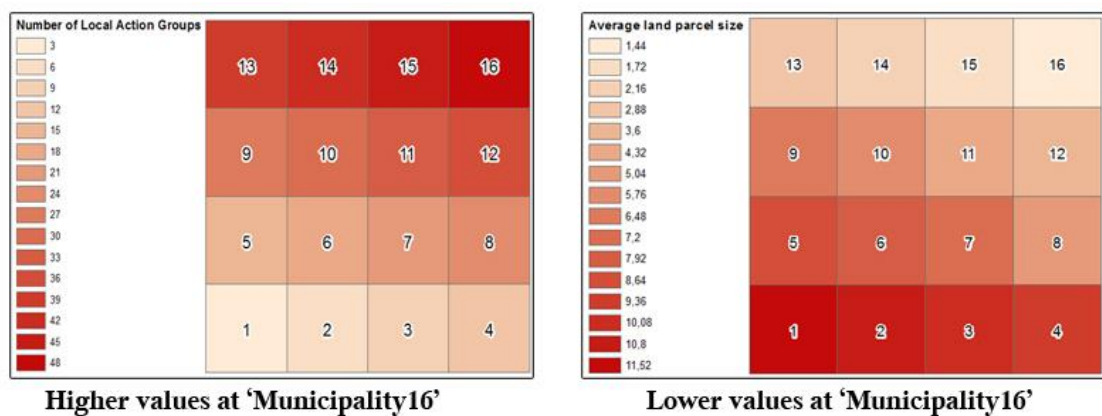 Number of Local Action Groups
3
6
9
12
15
18
21
24
27
30
33
36
39
42
45
48
13 14 15 16
9 10 11 12
5 6 7 8
1 2 3 4
Higher values at ‘Municipality16’
Average land parcel size
1,44
1,72
2,16
2,88
3,6
4,32
5,04
5,76
6,48
7,2
7,92
8,64
9,36
10,08
10,8
11,52
13 14 15 16
9 10 11 12
5 6 7 8
1 2 3 4
Lower values at ‘Municipality16’